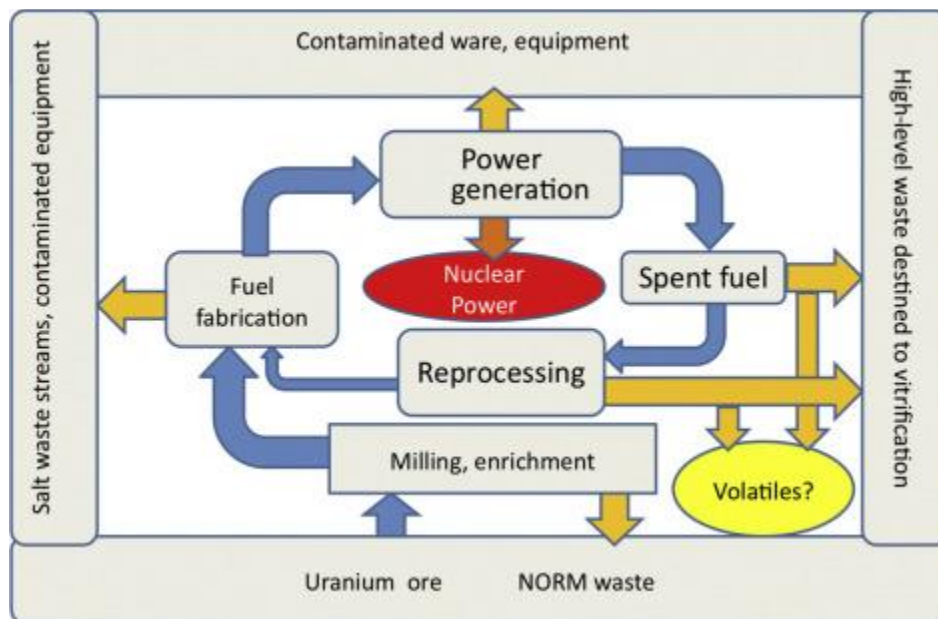 Contaminated ware, equipment
Salt waste streams, contaminated equipment
High-level waste destined to vitrification
Power
generation
Nuclear
Power
Spent fuel
Fuel
fabrication
Reprocessing
Milling, enrichment
Volatiles?
Uranium ore
NORM waste